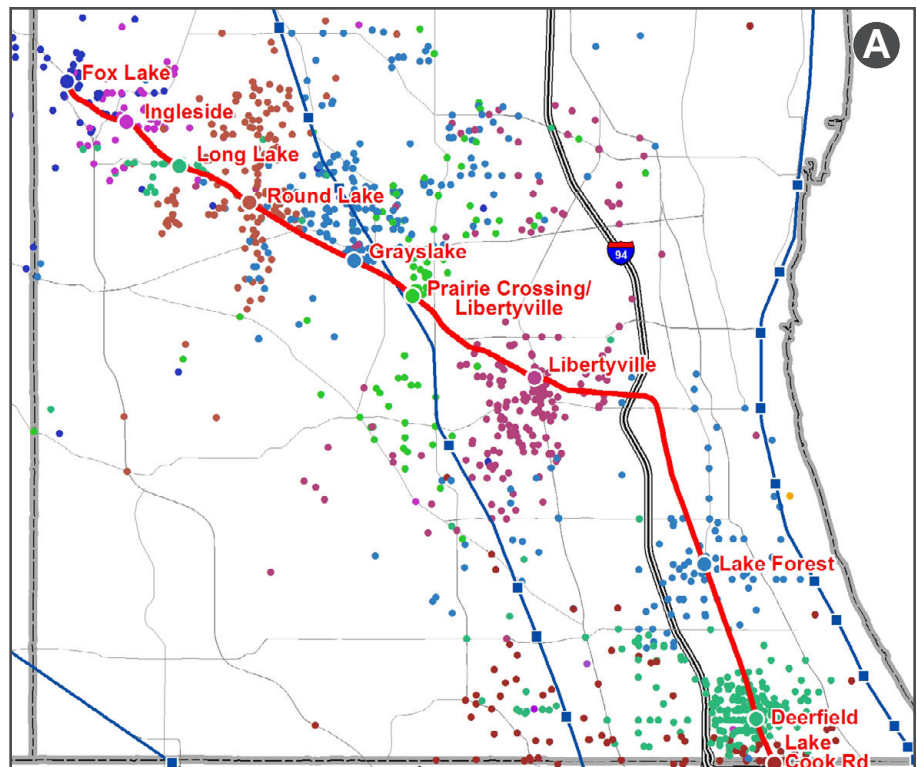 A
Fox Lake
Ingleside
Long Lake
Round Lake
Grayslake
94
Prairie Crossing/
Libertyville
Libertyville
Lake Forest
Deerfield
Lake
Cook Rd